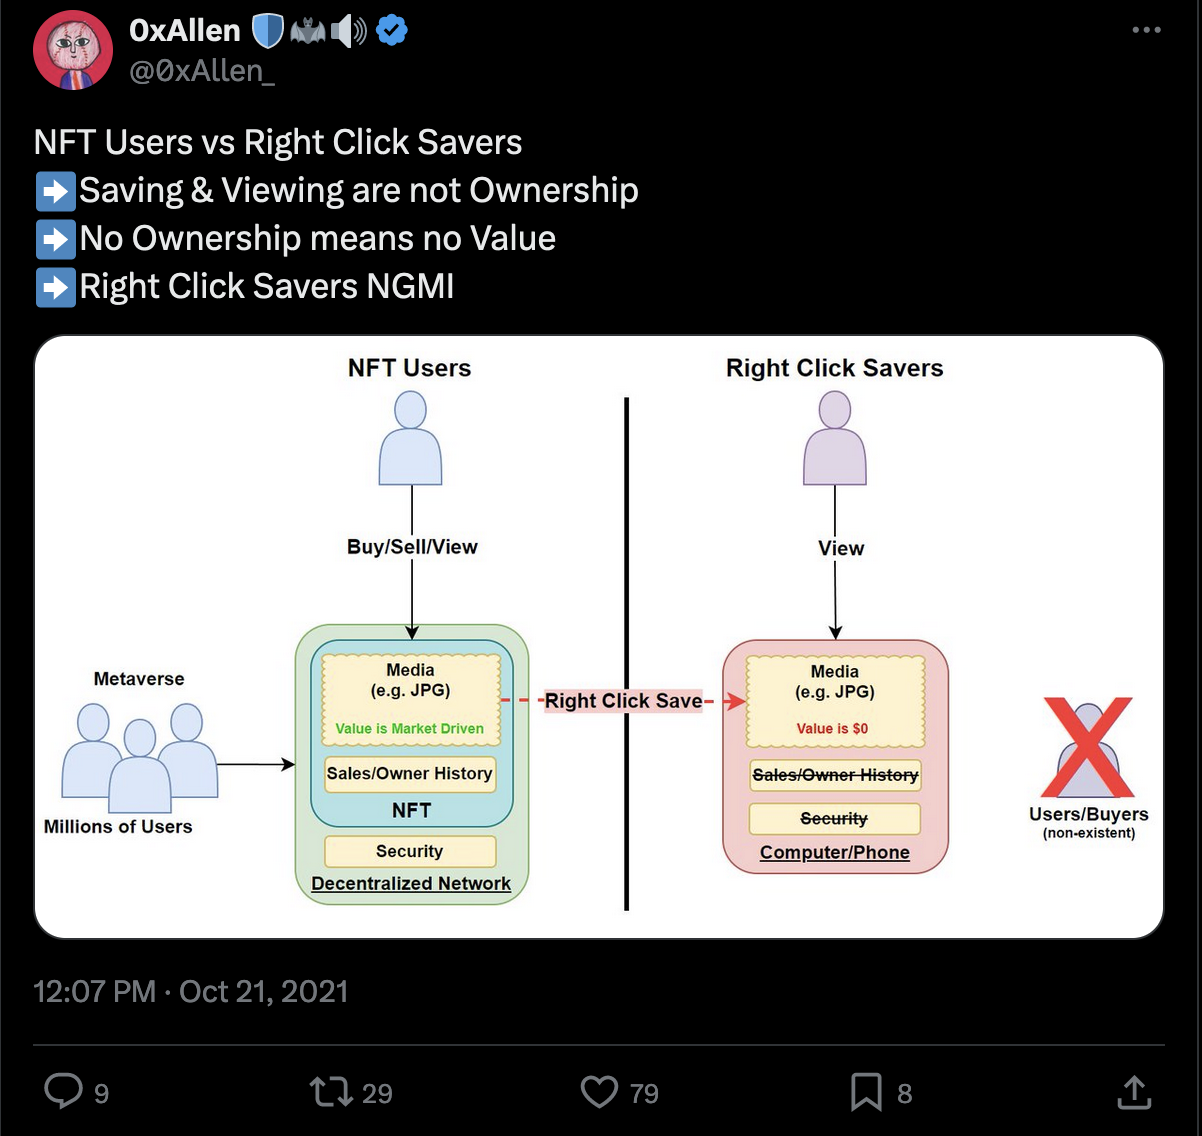 0xAllen
@0xAllen_
NFT Users vs Right Click Savers
Saving & Viewing are not Ownership
No Ownership means no Value
Right Click Savers NGMI
NFT Users
Right Click Savers
Buy/Sell/View
View
Metaverse
Millions of Users
Media
(e.g. JPG)
Value is Market Driven
Sales/Owner History
NFT
Security
Decentralized Network
Right Click Save
Media
(e.g. JPG)
Value is $0
Sales/Owner History
Security
Computer/Phone
Users/Buyers
(non-existent)
12:07 PM · Oct 21, 2021
9
29
79
8